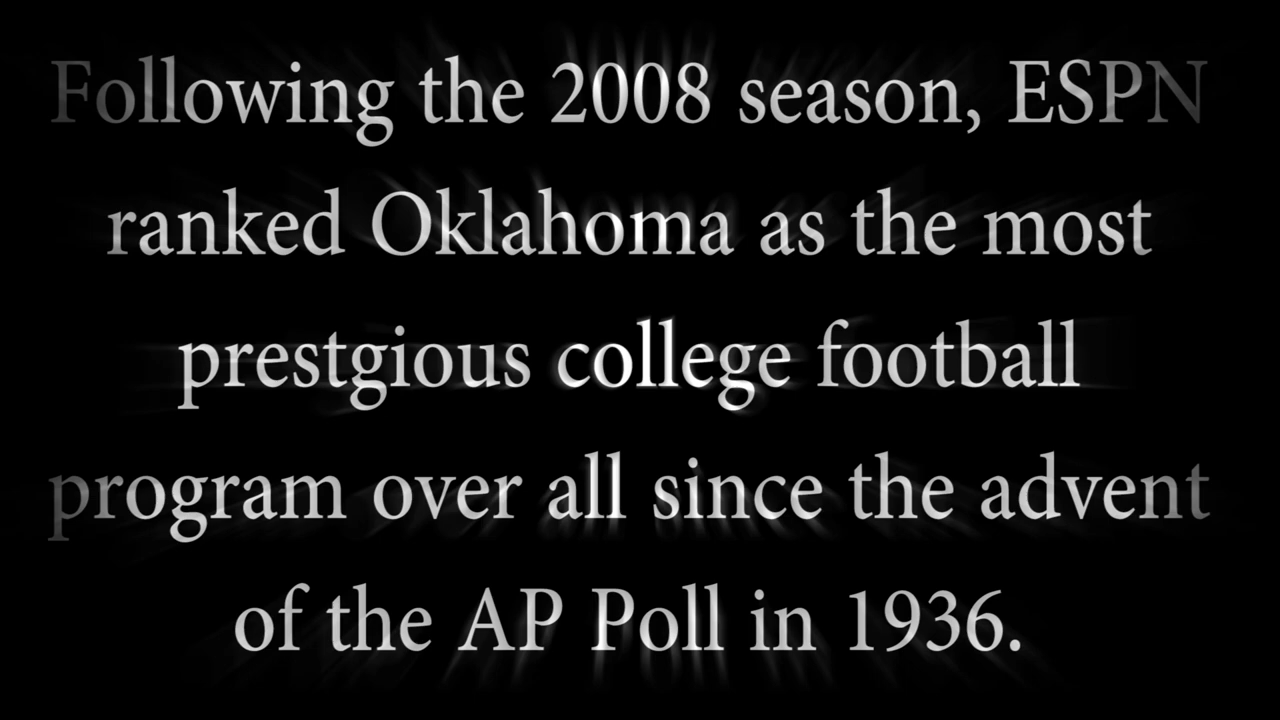 Following the 2008 season, ESPN
ranked Oklahoma as the most
prestgious college football
program over all since the advent
of the AP Poll in 1936.